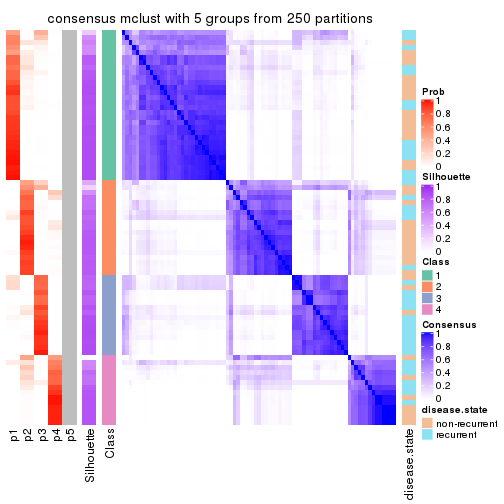 consensus mclust with 5 groups from 250 partitions
Prob
1
0.8
0.6
0.4
0.2
0
Silhouette
1
0.8
0.6
0.4
0.2
0
Class
1
2
3
4
Consensus
1
0.8
0.6
0.4
0.2
0
disease.state
non-recurrent
recurrent
p1
p2
p3
p4
p5
Silhouette
Class
disease.state